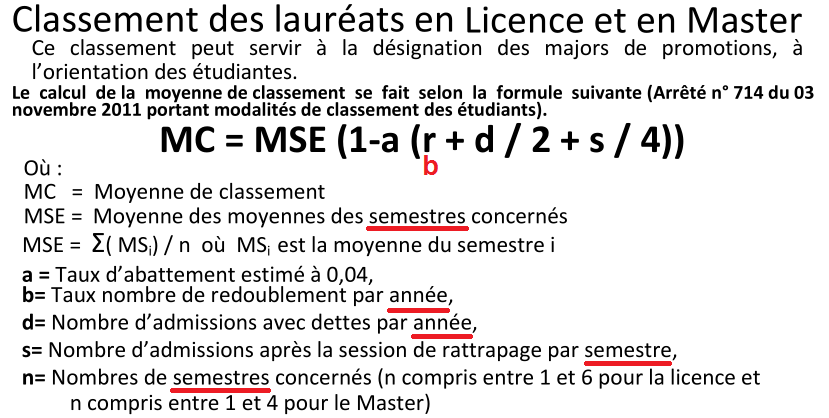 Classement des lauréats en Licence et en Master
Ce classement peut servir à la désignation des majors de promotions, à
l'orientation des étudiantes.
Le calcul de la moyenne de classement se fait selon la formule suivante (Arrêté n° 714 du 03
novembre 2011 portant modalités de classement des étudiants).
MC = MSE (1-a (r + d / 2 + s / 4))
b
Où :
MC = Moyenne de classement
MSE = Moyenne des moyennes des semestres concernés
MSE = Σ( MSi) / n où MSi est la moyenne du semestre i
a = Taux d'abattement estimé à 0,04,
b= Taux nombre de redoublement par année,
d= Nombre d'admissions avec dettes par année,
s= Nombre d'admissions après la session de rattrapage par semestre,
n= Nombres de semestres concernés (n compris entre 1 et 6 pour la licence et
n compris entre 1 et 4 pour le Master)